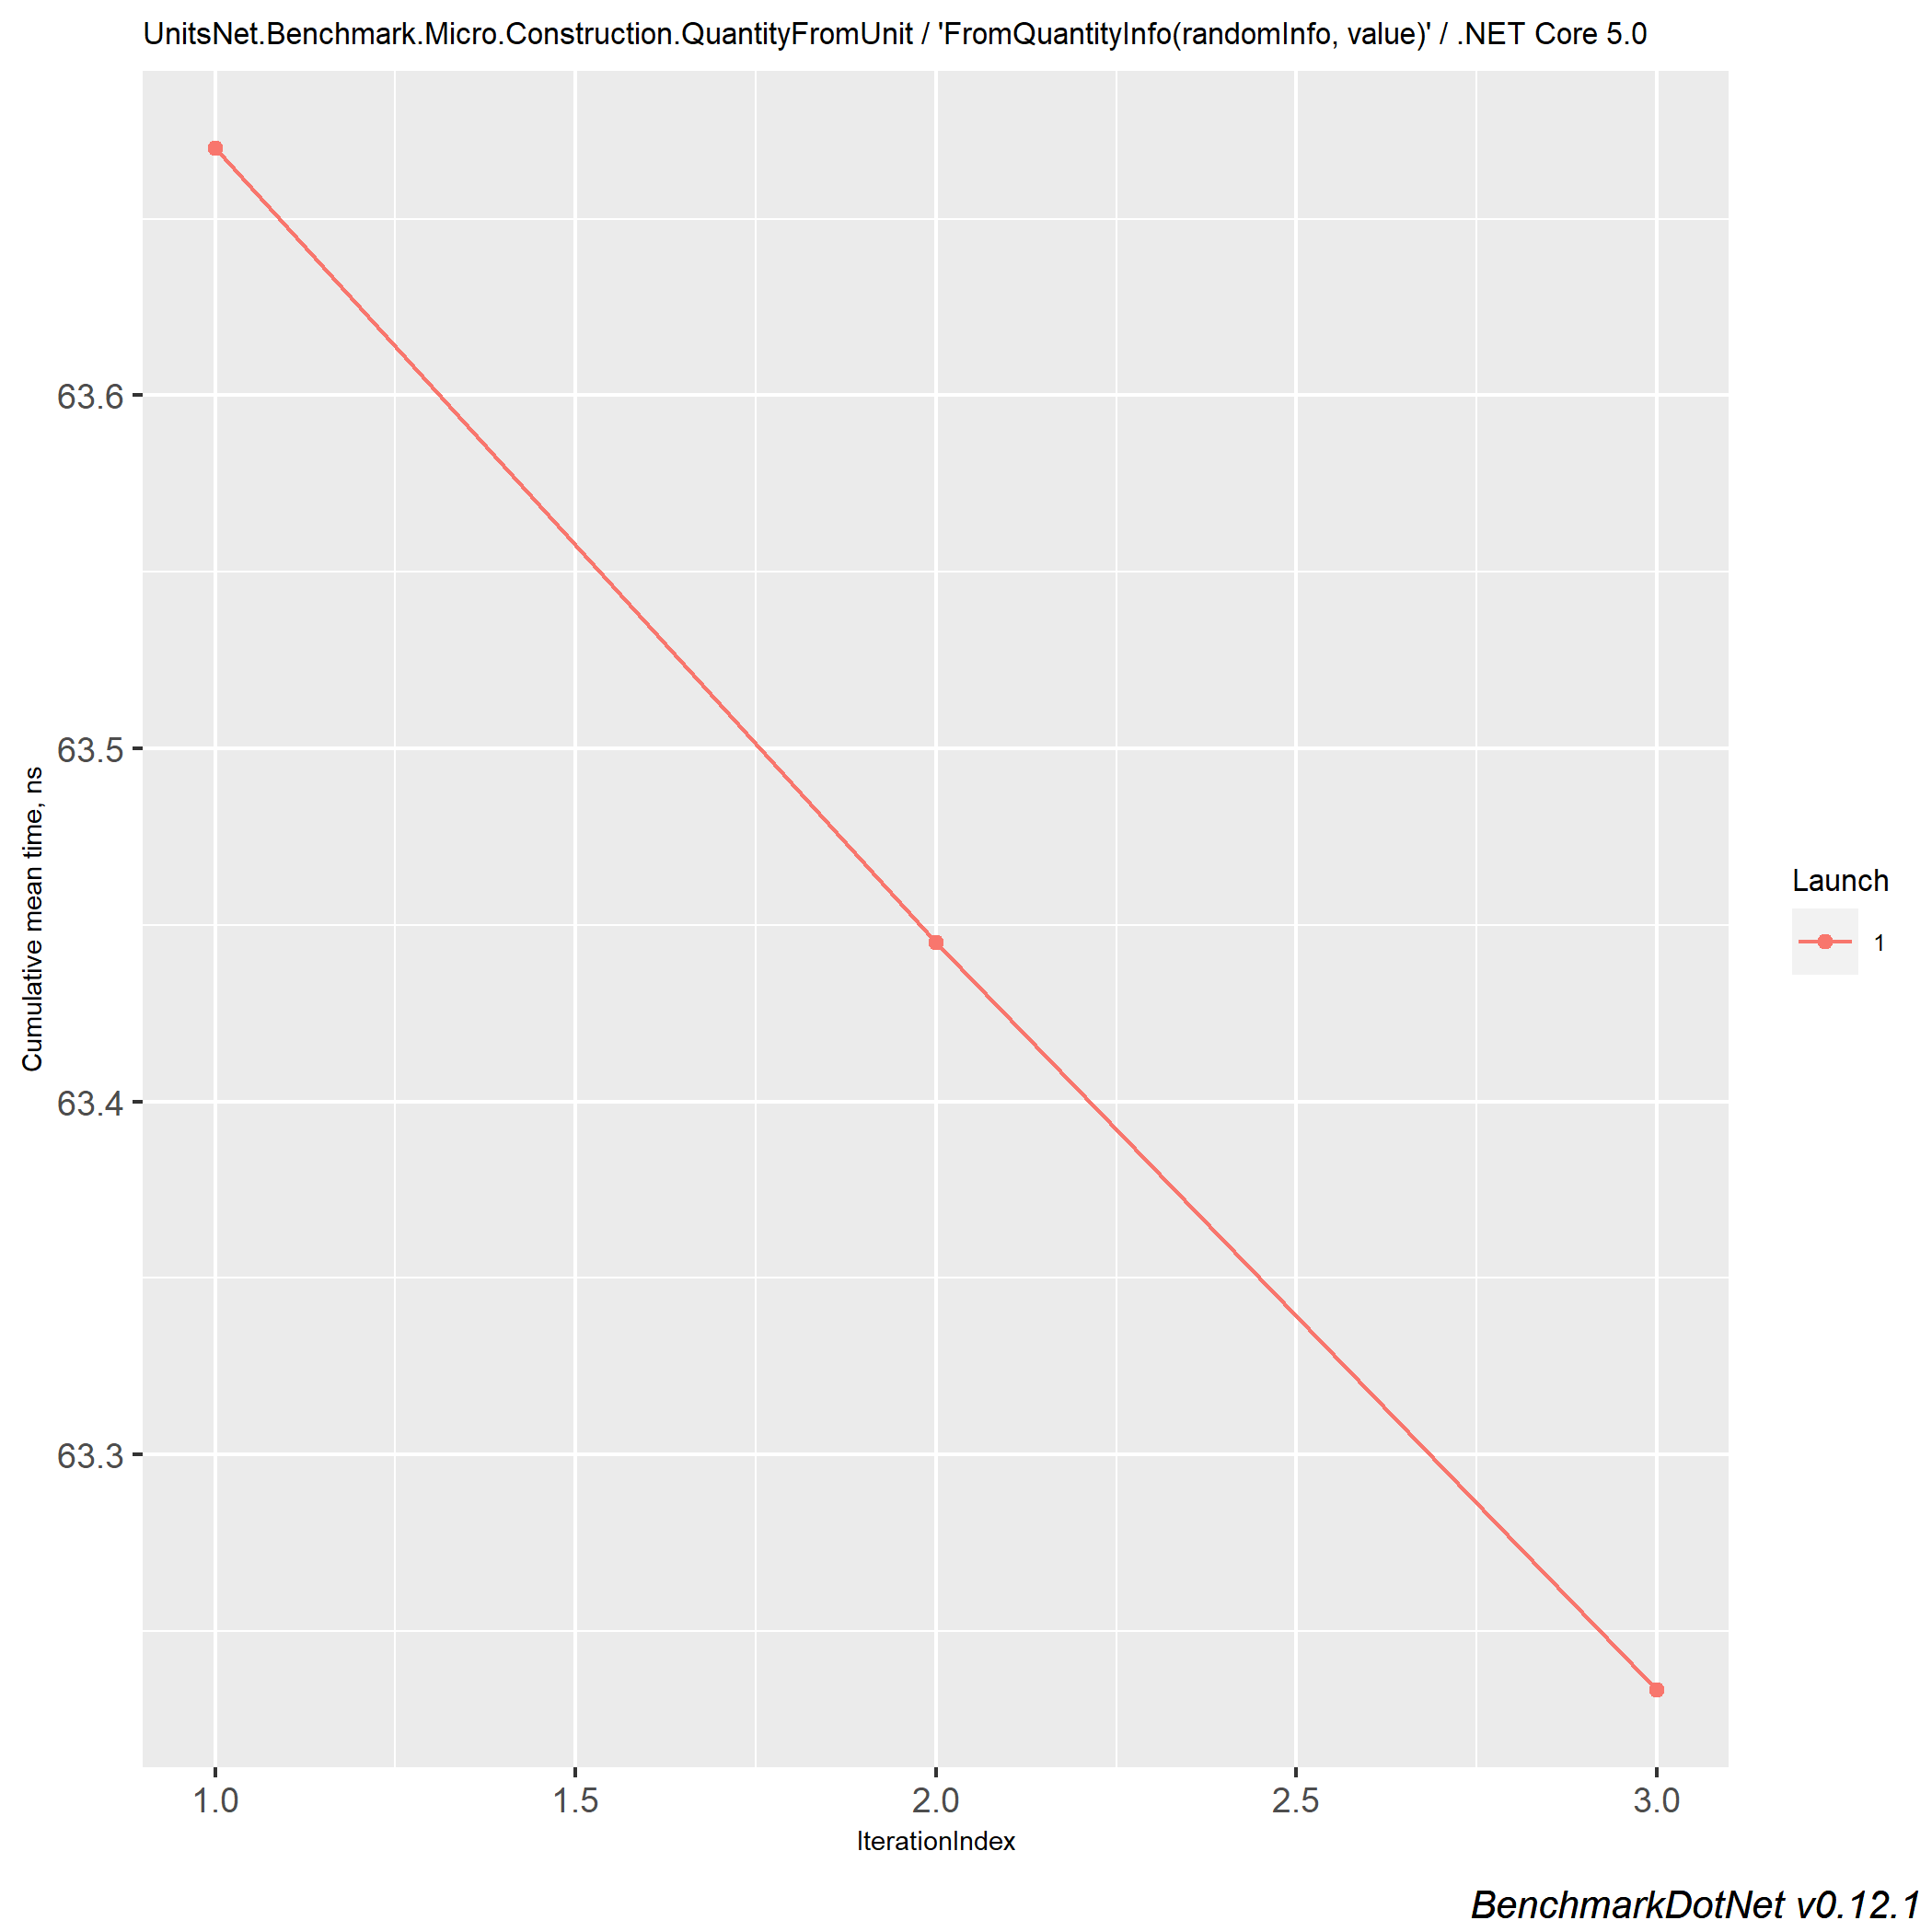 UnitsNet.Benchmark.Micro.Construction.QuantityFromUnit / 'FromQuantityInfo(randomInfo, value)' / .NET Core 5.0
63.6
63.5
63.4
63.3
Cumulative mean time, ns
1.0 1.5 2.0 2.5 3.0
IterationIndex
Launch
1
BenchmarkDotNet v0.12.1